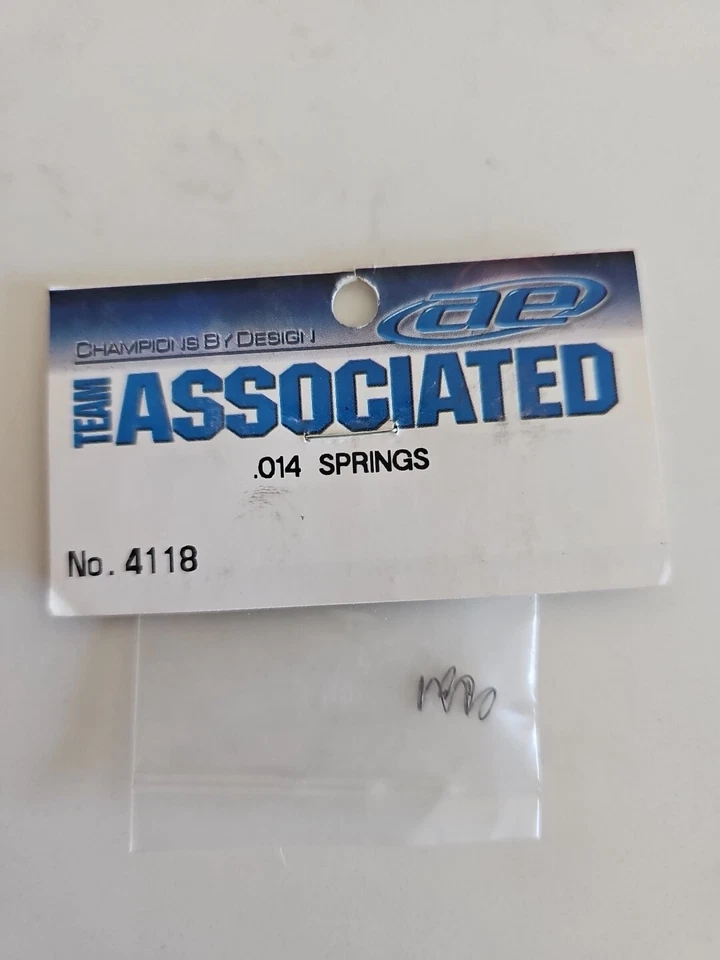 CHAMPIONS BY DESIGN
ae
TEAM ASSOCIATED
.014 SPRINGS
No. 4118